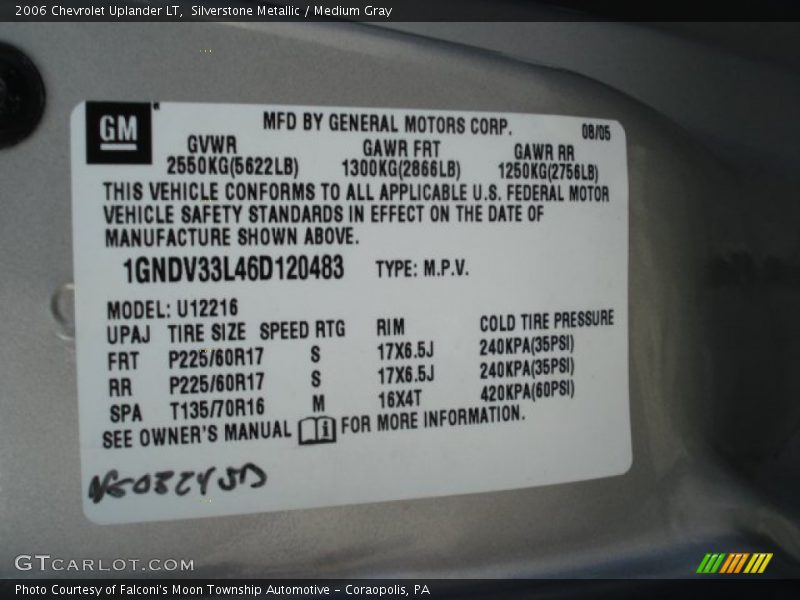 2006 Chevrolet Uplander LT, Silverstone Metallic / Medium Gray
GM
MFD BY GENERAL MOTORS CORP. 08/05
GVWR GAWR FRT GAWR RR
2550KG(5622LB) 1300KG(2866LB) 1250KG(2756LB)
THIS VEHICLE CONFORMS TO ALL APPLICABLE U.S. FEDERAL MOTOR
VEHICLE SAFETY STANDARDS IN EFFECT ON THE DATE OF
MANUFACTURE SHOWN ABOVE.
1GNDV33L46D120483 TYPE: M.P.V.
MODEL: U12216
UPAJ TIRE SIZE SPEED RTG RIM COLD TIRE PRESSURE
FRT P225/60R17 S 17X6.5J 240KPA(35PSI)
RR P225/60R17 S 17X6.5J 240KPA(35PSI)
SPA T135/70R16 M 16X4T 420KPA(60PSI)
SEE OWNER'S MANUAL i FOR MORE INFORMATION.
GTCARLOT.COM
Photo Courtesy of Falconi's Moon Township Automotive - Coraopolis, PA